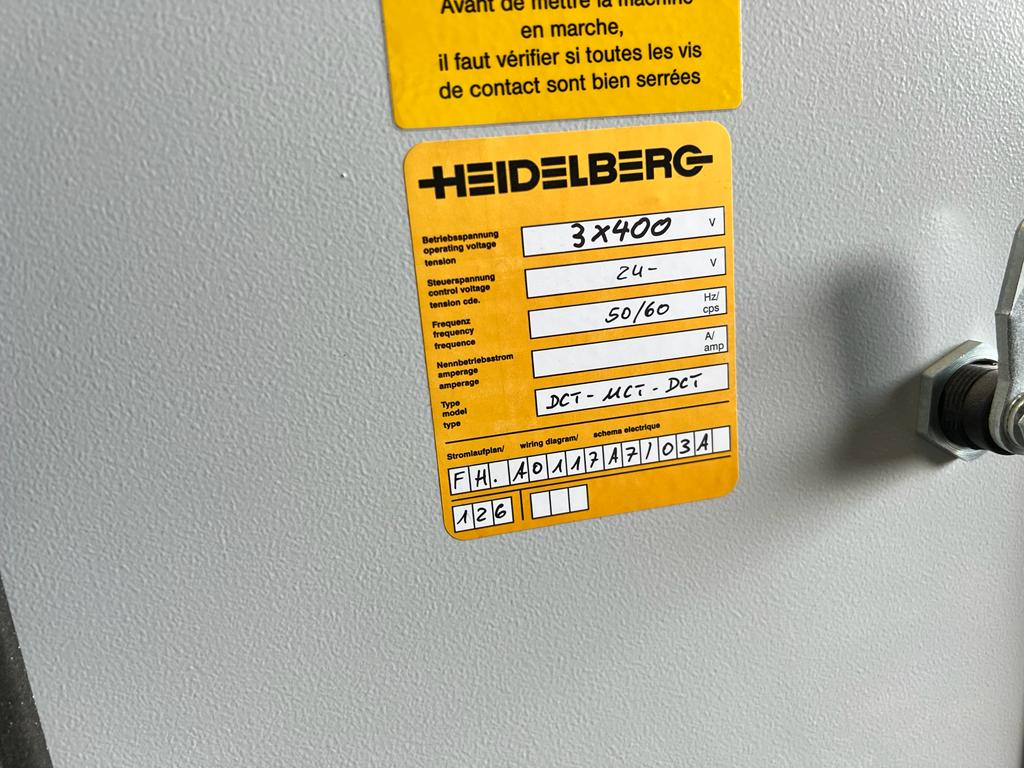 Avant de mettre la machine
en marche,
il faut vérifier si toutes les vis
de contact sont bien serrées
HEIDELBERG
Betriebsspannung
operating voltage
tension
3x400 V
Steuerspannung
control voltage
tension cde.
24- V
Frequenz
frequency
frequence
50/60 Hz/
cps
Nennbetriebsstrom
amperage
amperage
A/
amp
Type
model
type
DCT - MCT - DCT
Stromlaufplan/ wiring diagram/ schema electrique
FH. A0117A7/03A
126